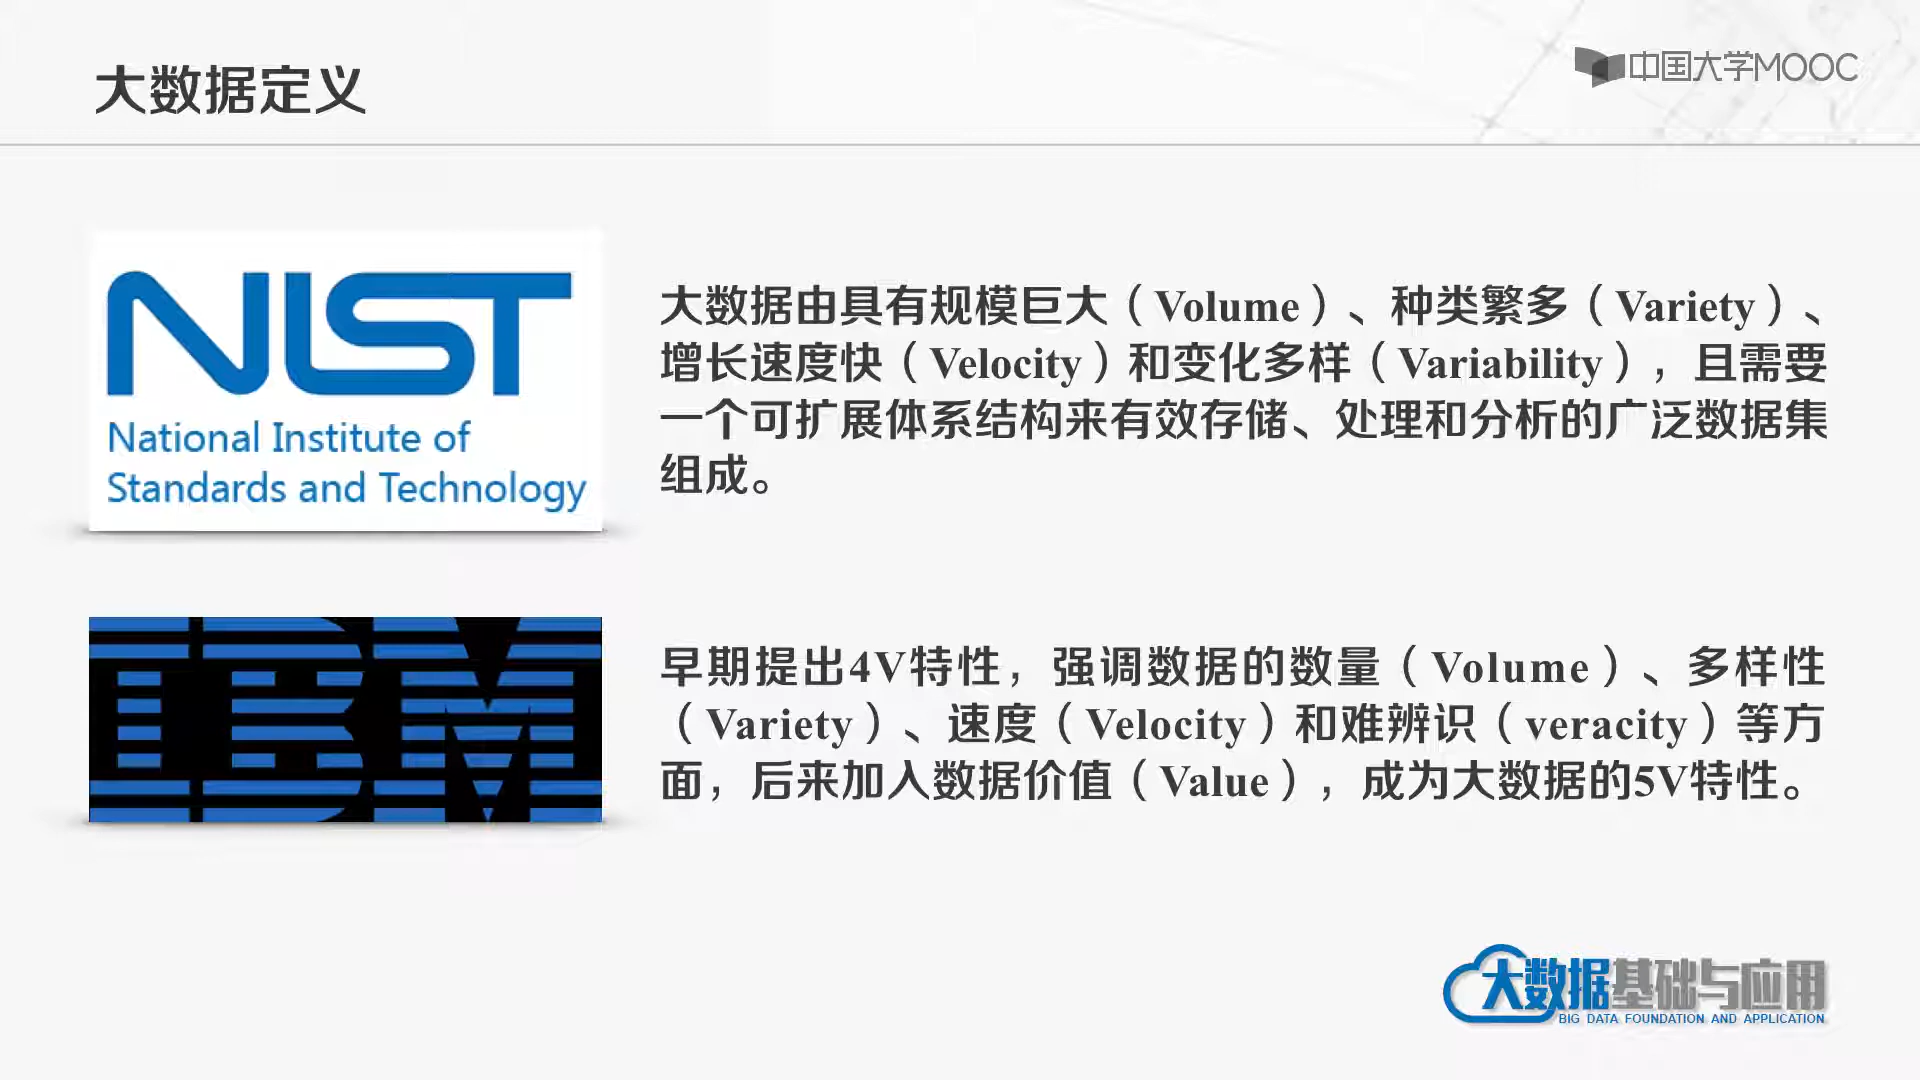 大数据定义
中国大学MOOC
NIST
National Institute of
Standards and Technology
大数据由具有规模巨大（Volume）、种类繁多（Variety）、
增长速度快（Velocity）和变化多样（Variability），且需要
一个可扩展体系结构来有效存储、处理和分析的广泛数据集
组成。
IBM
早期提出4V特性，强调数据的数量（Volume）、多样性
（Variety）、速度（Velocity）和难辨识（veracity）等方
面，后来加入数据价值（Value），成为大数据的5V特性。
大数据基础与应用
BIG DATA FOUNDATION AND APPLICATION